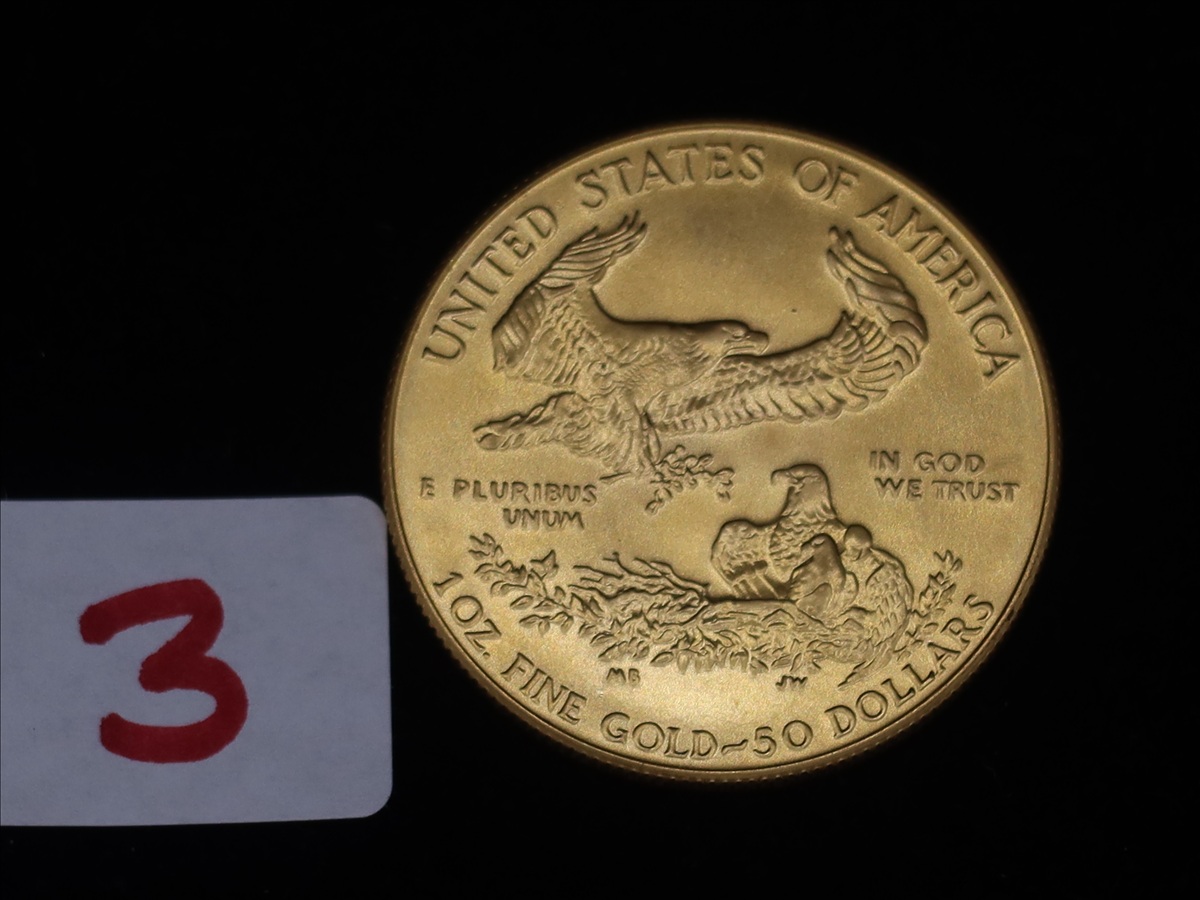 UNITED STATES OF AMERICA
E PLURIBUS
UNUM
IN GOD
WE TRUST
MB
JW
1 OZ. FINE GOLD~50 DOLLARS
3